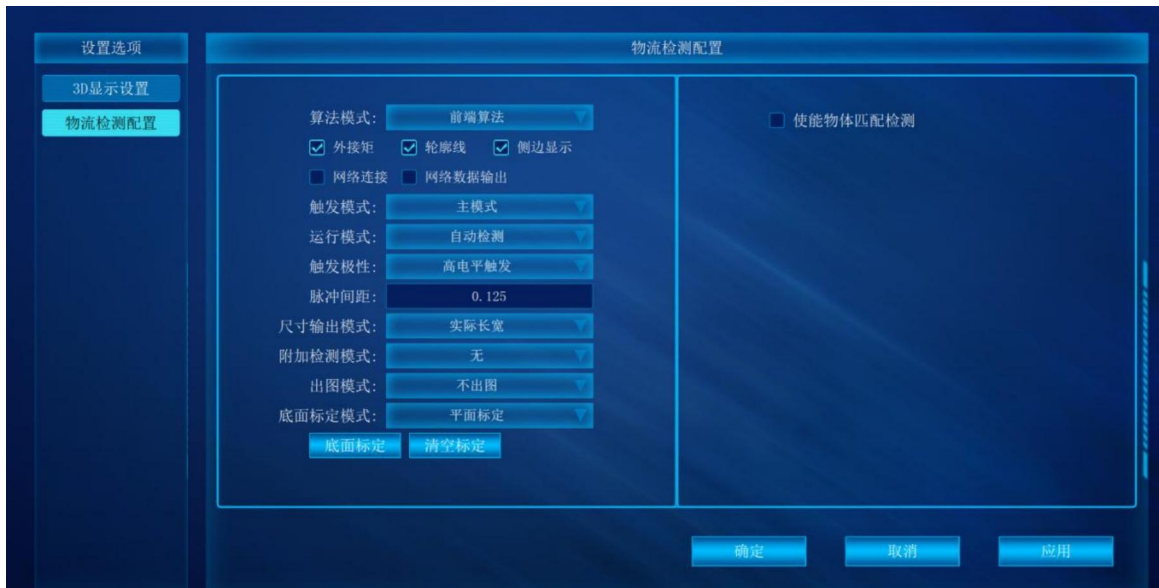 设置选项
物流检测配置
3D显示设置
物流检测配置
算法模式: 前端算法
外接矩 轮廓线 侧边显示
网络连接 网络数据输出
触发模式: 主模式
运行模式: 自动检测
触发极性: 高电平触发
脉冲间距: 0.125
尺寸输出模式: 实际长宽
附加检测模式: 无
出图模式: 不出图
底面标定模式: 平面标定
底面标定 清空标定
使能物体匹配检测
确定 取消 应用